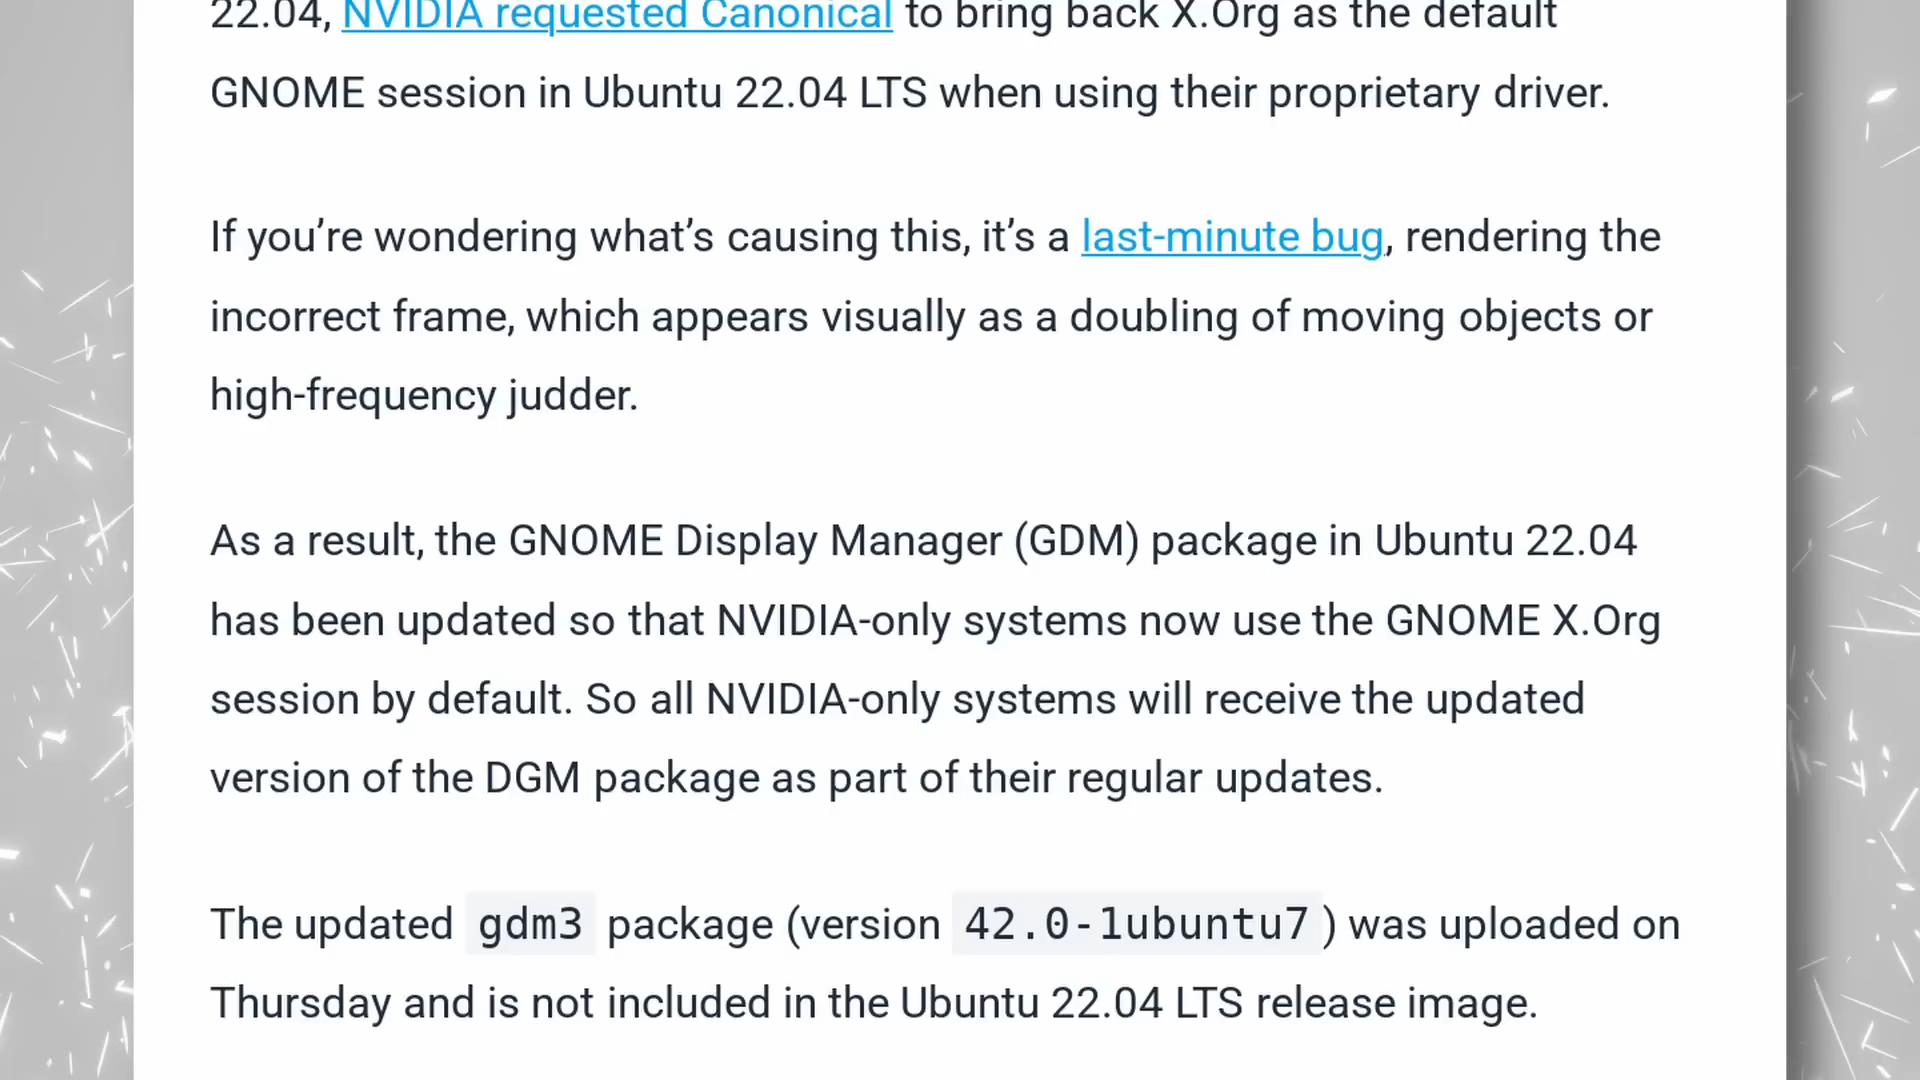 22.04, NVIDIA requested Canonical to bring back X.Org as the default
GNOME session in Ubuntu 22.04 LTS when using their proprietary driver.
If you’re wondering what’s causing this, it’s a last-minute bug, rendering the
incorrect frame, which appears visually as a doubling of moving objects or
high-frequency judder.
As a result, the GNOME Display Manager (GDM) package in Ubuntu 22.04
has been updated so that NVIDIA-only systems now use the GNOME X.Org
session by default. So all NVIDIA-only systems will receive the updated
version of the DGM package as part of their regular updates.
The updated gdm3 package (version 42.0-1ubuntu7) was uploaded on
Thursday and is not included in the Ubuntu 22.04 LTS release image.